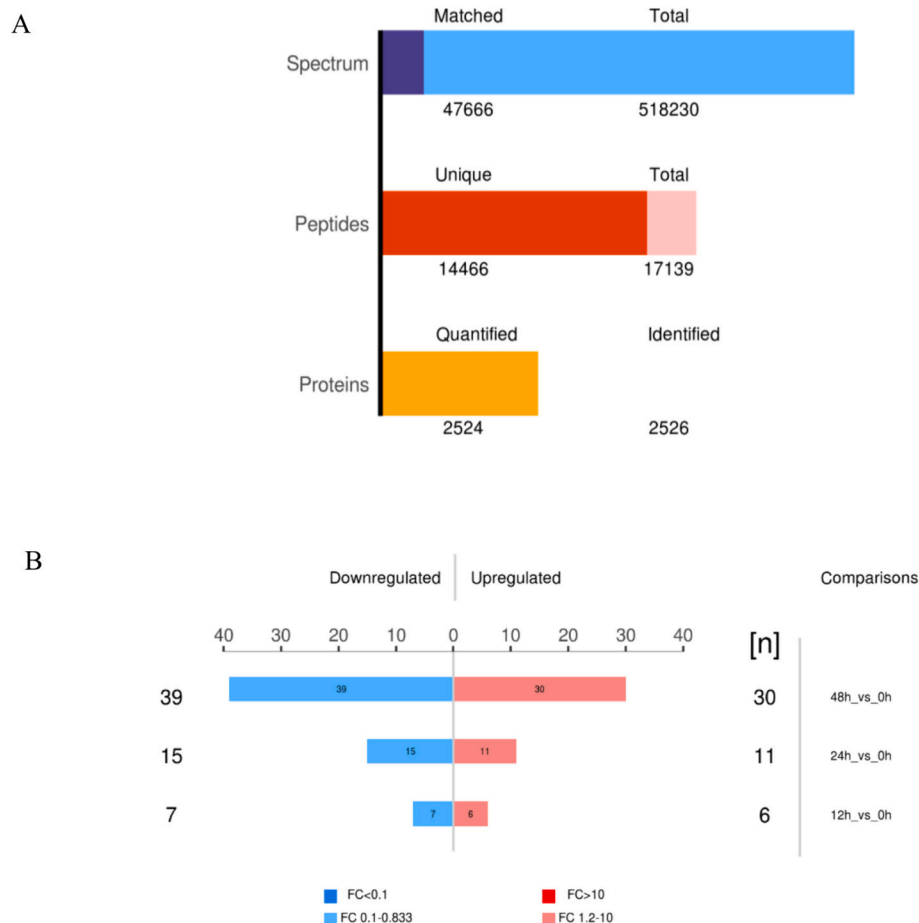 A
Matched Total
Spectrum
47666 518230
Unique Total
Peptides
14466 17139
Quantified Identified
Proteins
2524 2526
B
Downregulated Upregulated Comparisons
40 30 20 10 0 10 20 30 40 [n]
39 39 30 30 48h_vs_0h
15 15 11 11 24h_vs_0h
7 7 6 6 12h_vs_0h
FC<0.1 FC>10
FC 0.1-0.833 FC 1.2-10